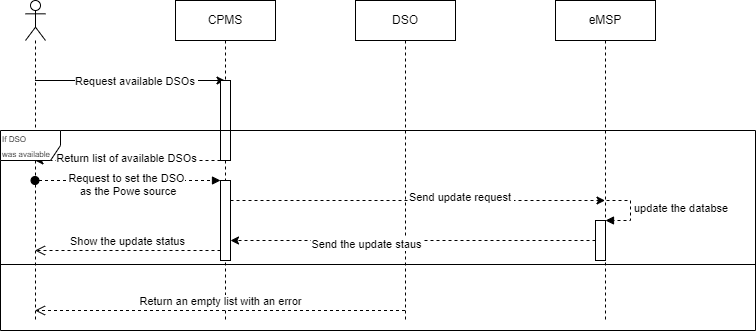 CPMS
DSO
eMSP
Request available DSOs
If DSO
was available
Return list of available DSOs
Request to set the DSO
as the Powe source
Send update request
update the databse
Show the update status
Send the update staus
Return an empty list with an error